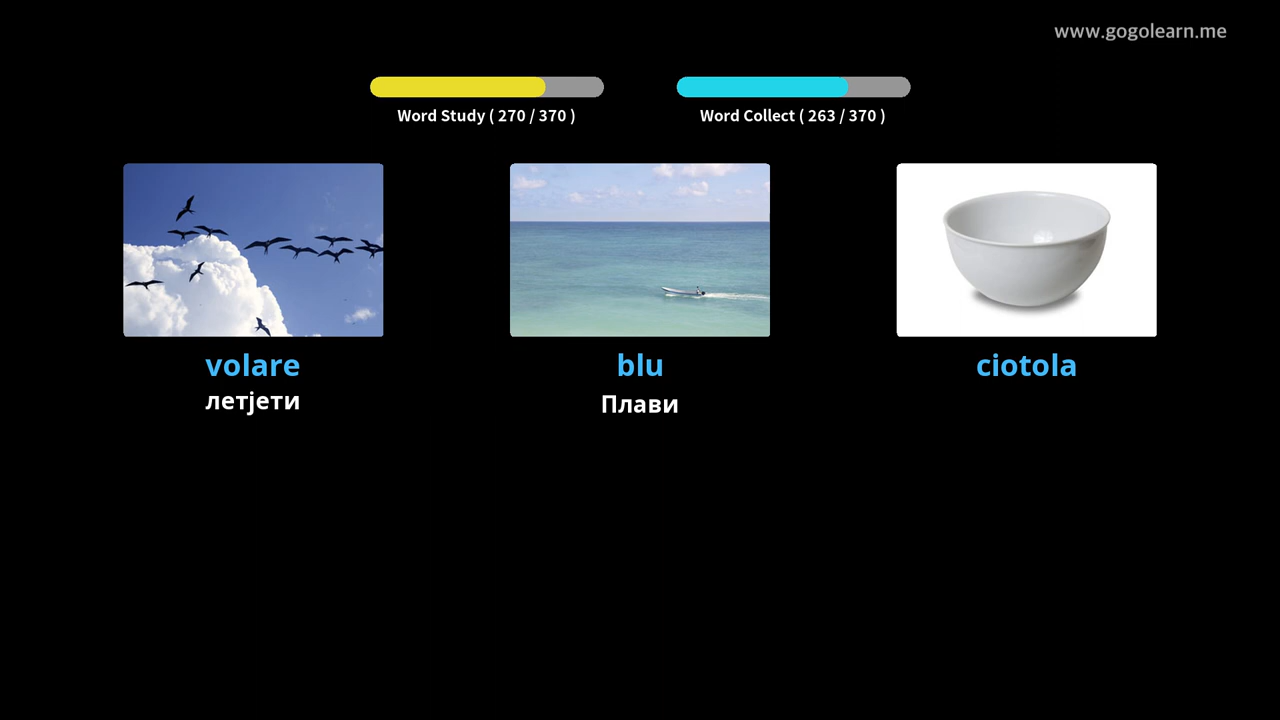 www.gogolearn.me
Word Study ( 270 / 370 )
Word Collect ( 263 / 370 )
volare
летјети
blu
Плави
ciotola